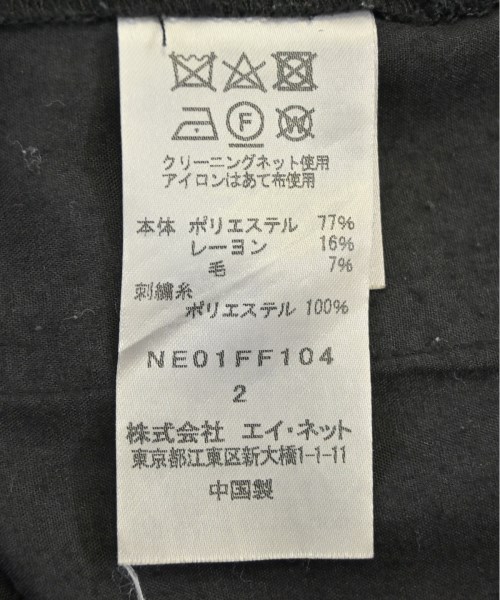 F W
クリーニングネット使用
アイロンはあて布使用
本体 ポリエステル 77%
レーヨン 16%
毛 7%
刺繍糸
ポリエステル 100%
NE01FF104
2
株式会社 エイ・ネット
東京都江東区新大橋1-1-11
中国製